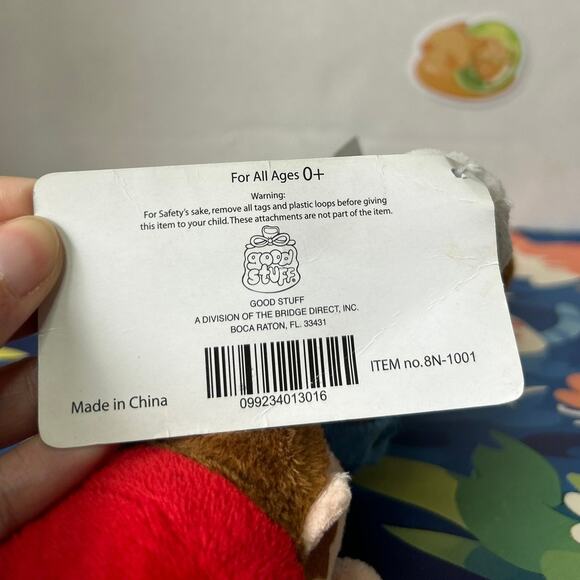 For All Ages 0+
Warning:
For Safety's sake, remove all tags and plastic loops before giving
this item to your child. These attachments are not part of the item.
good
stuff
GOOD STUFF
A DIVISION OF THE BRIDGE DIRECT, INC.
BOCA RATON, FL. 33431
ITEM no. 8N-1001
Made in China
099234013016